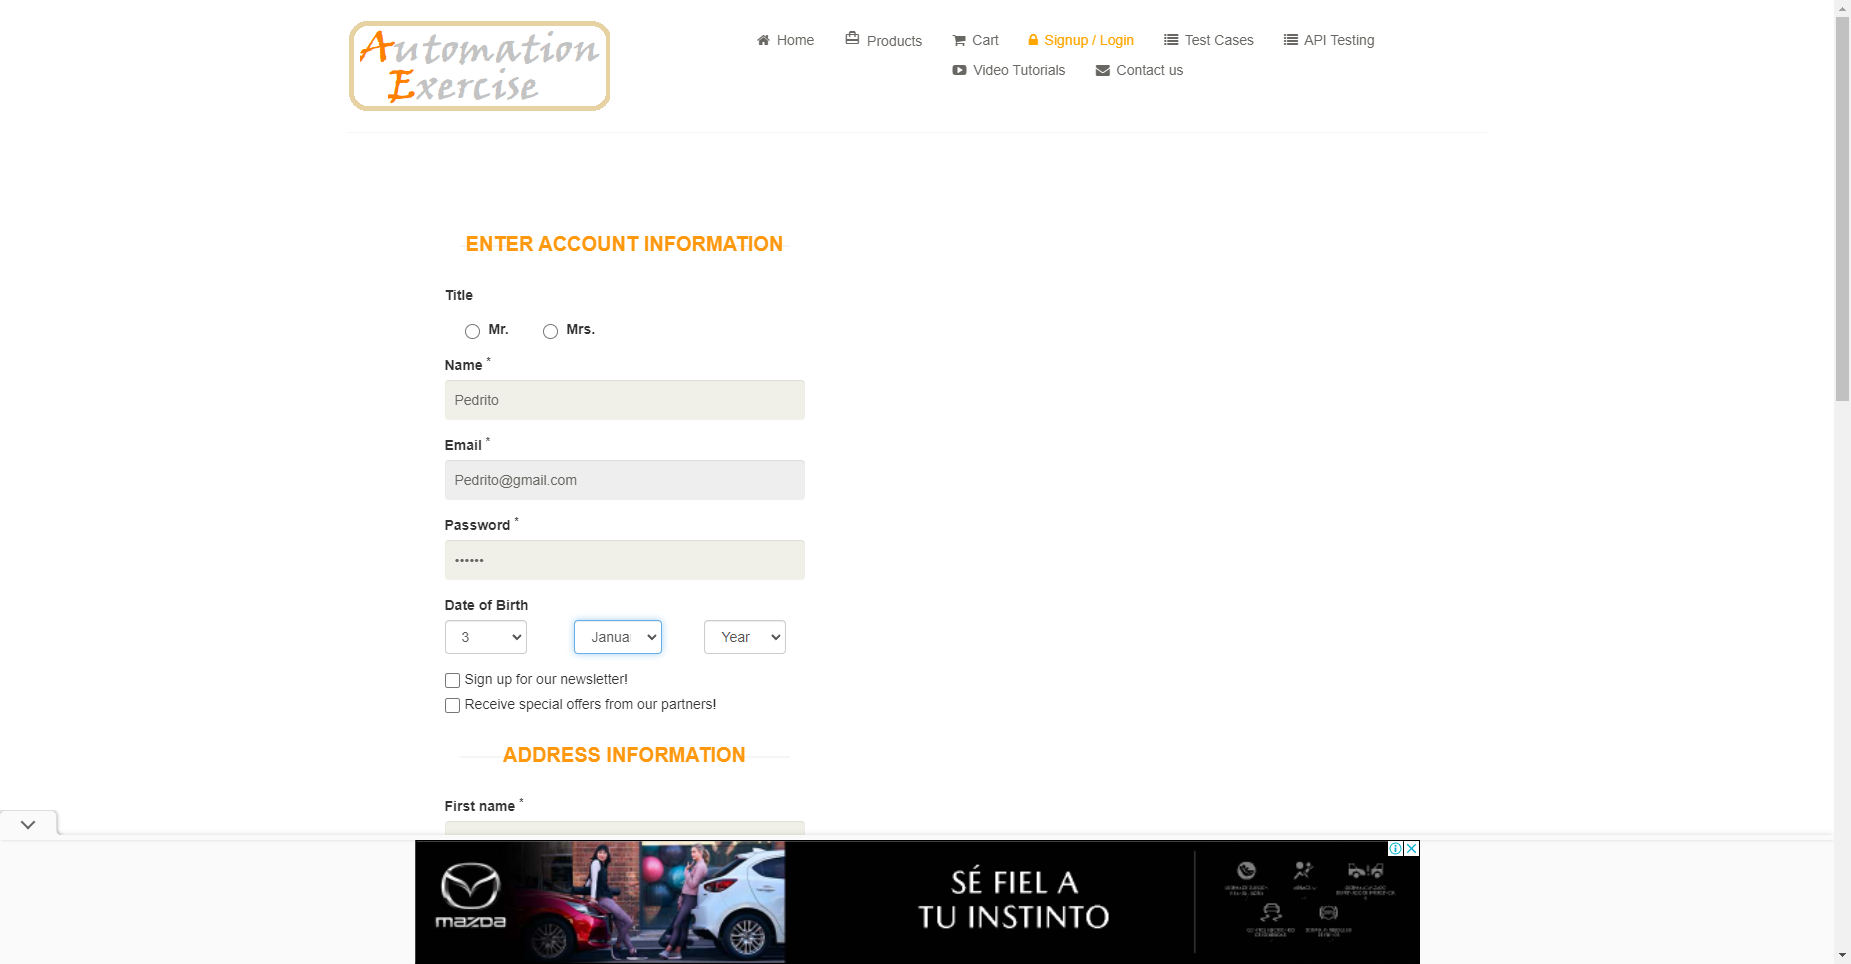 Automation
Exercise
Home
Products
Cart
Signup / Login
Test Cases
API Testing
Video Tutorials
Contact us
ENTER ACCOUNT INFORMATION
Title
Mr.
Mrs.
Name *
Pedrito
Email *
Pedrito@gmail.com
Password *
••••••
Date of Birth
3
Janua
Year
Sign up for our newsletter!
Receive special offers from our partners!
ADDRESS INFORMATION
First name *
mazda
SÉ FIEL A
TU INSTINTO